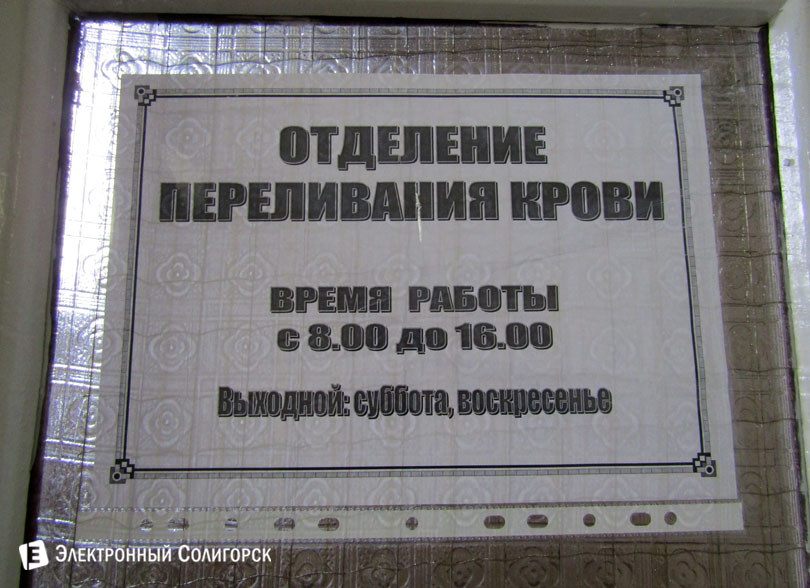 ОТДЕЛЕНИЕ
ПЕРЕЛИВАНИЯ КРОВИ
ВРЕМЯ РАБОТЫ
с 8.00 до 16.00
Выходной: суббота, воскресенье
E ЭЛЕКТРОННЫЙ СОЛИГОРСК